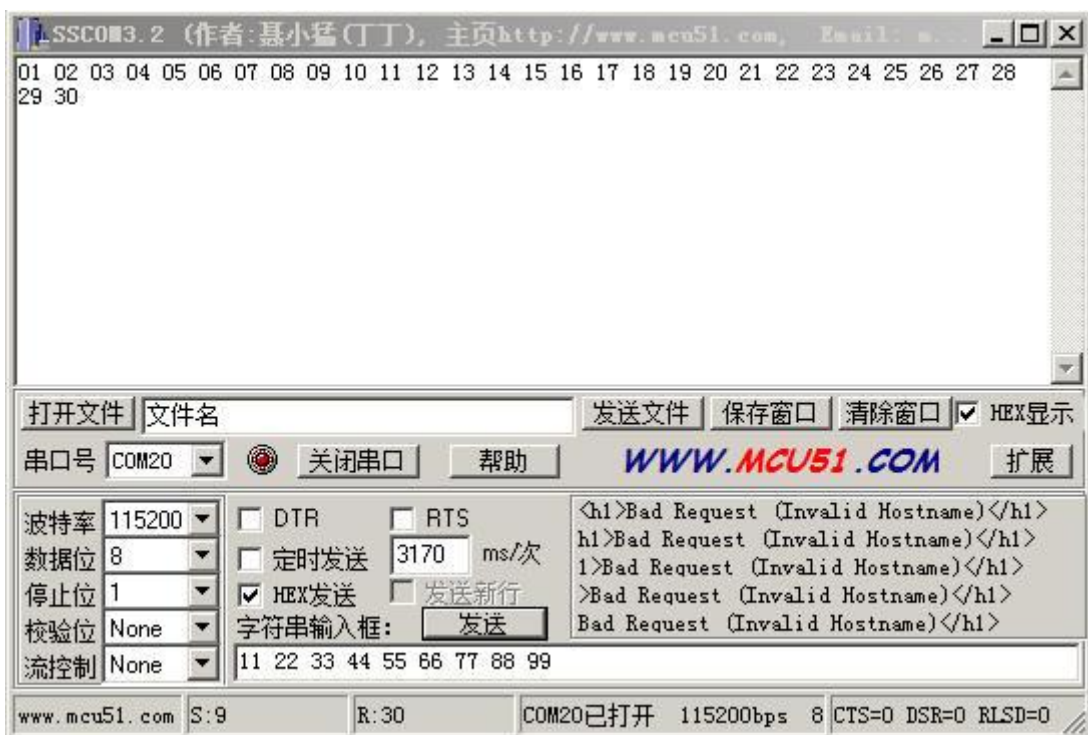 SSCOM3.2 (作者:聂小猛(丁丁), 主页http://www.mcu51.com, Email: m...
01 02 03 04 05 06 07 08 09 10 11 12 13 14 15 16 17 18 19 20 21 22 23 24 25 26 27 28
29 30
打开文件 文件名 发送文件 保存窗口 清除窗口 HEX显示
串口号 COM20 关闭串口 帮助 WWW.MCU51.COM 扩展
波特率 115200 DTR RTS
数据位 8 定时发送 3170 ms/次
停止位 1 HEX发送 发送新行
校验位 None 字符串输入框: 发送
流控制 None 11 22 33 44 55 66 77 88 99
<h1>Bad Request (Invalid Hostname)</h1>
h1>Bad Request (Invalid Hostname)</h1>
1>Bad Request (Invalid Hostname)</h1>
>Bad Request (Invalid Hostname)</h1>
Bad Request (Invalid Hostname)</h1>
www.mcu51.com S:9 R:30 COM20已打开 115200bps 8 CTS=0 DSR=0 RLSD=0